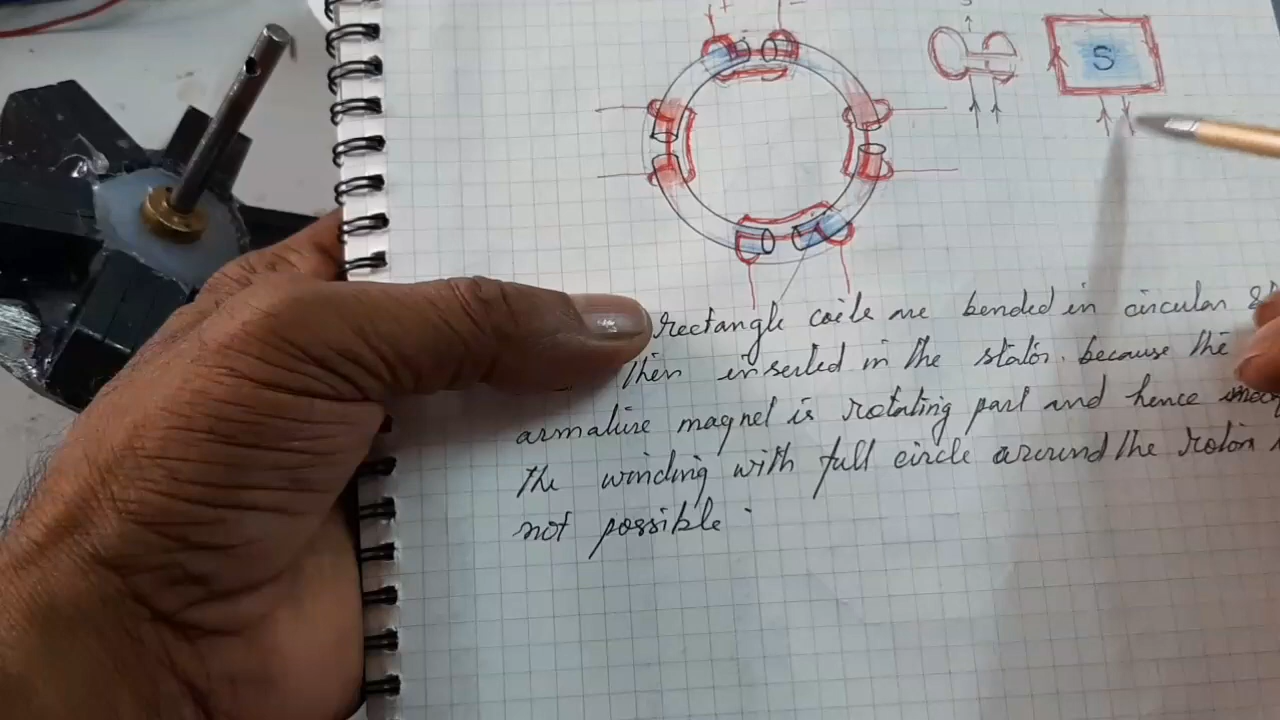 + -
S
S
rectangle coils are bended in circular
then inserted in the stator. because the
armature magnet is rotating part and hence
the winding with full circle around the rotor
not possible.